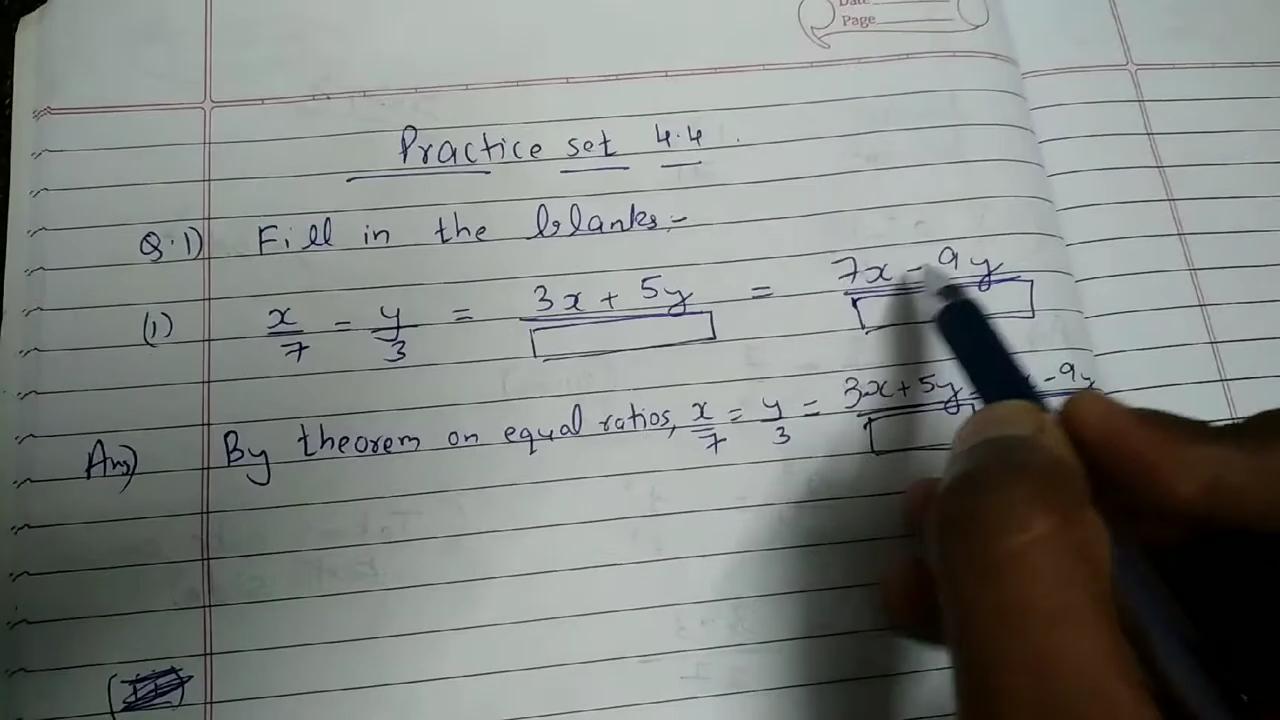 Date
Page
Practice set 4.4.
Q.1) Fill in the blanks:-
(1) x/7 = y/3 = 3x + 5y/▭ = 7x - 9y/▭
Ans) By theorem on equal ratios, x/7 = y/3 = 3x+5y/▭ = - 9y